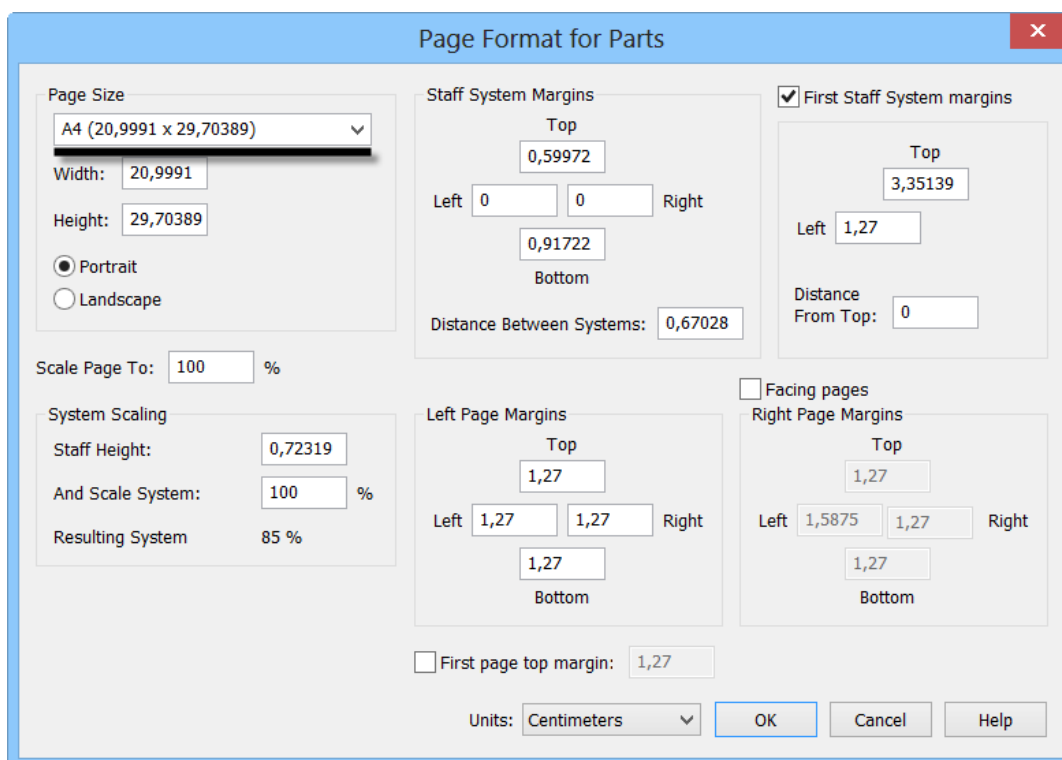 Page Format for Parts
Page Size
A4 (20,9991 x 29,70389)
Width: 20,9991
Height: 29,70389
Portrait
Landscape
Scale Page To: 100 %
System Scaling
Staff Height: 0,72319
And Scale System: 100 %
Resulting System 85 %
Staff System Margins
Top
0,59972
Left 0 0 Right
0,91722
Bottom
Distance Between Systems: 0,67028
First Staff System margins
Top
3,35139
Left 1,27
Distance
From Top: 0
Left Page Margins
Top
1,27
Left 1,27 1,27 Right
1,27
Bottom
Facing pages
Right Page Margins
Top
1,27
Left 1,5875 1,27 Right
1,27
Bottom
First page top margin: 1,27
Units: Centimeters OK Cancel Help